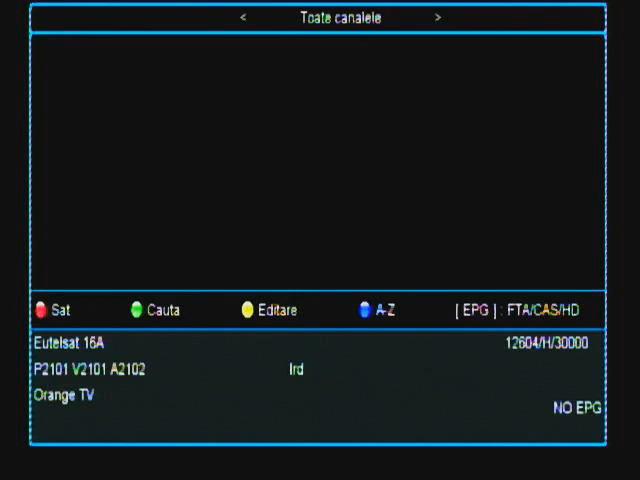 < Toate canalele >
Sat Cauta Editare A-Z [ EPG ] : FTA/CAS/HD
Eutelsat 16A 12604/H/30000
P2101 V2101 A2102 Ird
Orange TV
NO EPG